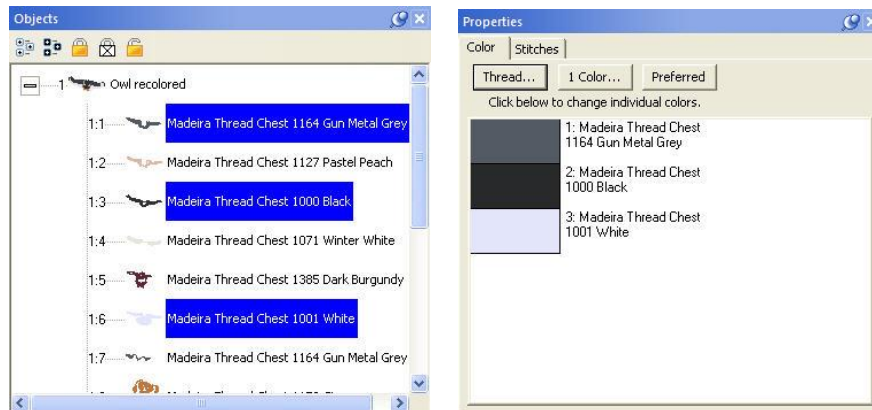 Objects
1 Owl recolored
1:1 Madeira Thread Chest 1164 Gun Metal Grey
1:2 Madeira Thread Chest 1127 Pastel Peach
1:3 Madeira Thread Chest 1000 Black
1:4 Madeira Thread Chest 1071 Winter White
1:5 Madeira Thread Chest 1385 Dark Burgundy
1:6 Madeira Thread Chest 1001 White
1:7 Madeira Thread Chest 1164 Gun Metal Grey
Properties
Color Stitches
Thread... 1 Color... Preferred
Click below to change individual colors.
1: Madeira Thread Chest
1164 Gun Metal Grey
2: Madeira Thread Chest
1000 Black
3: Madeira Thread Chest
1001 White